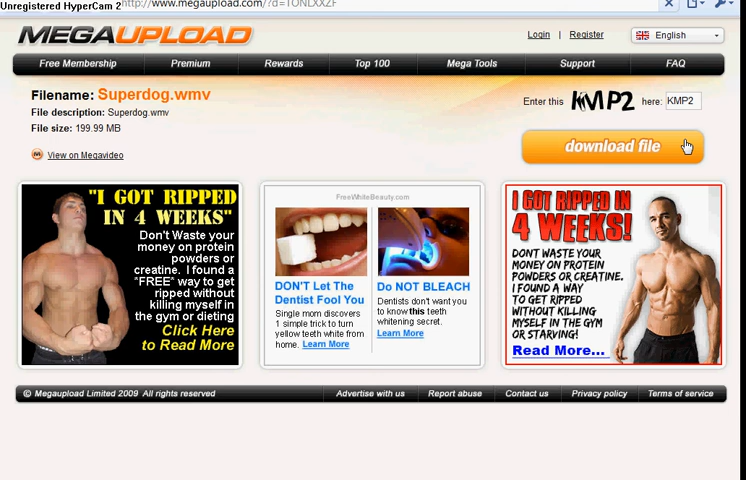 Unregistered HyperCam 2
http://www.megaupload.com/?d=TONLXXZF
MEGAUPLOAD
Login | Register
English
Free Membership
Premium
Rewards
Top 100
Mega Tools
Support
FAQ
Filename: Superdog.wmv
File description: Superdog.wmv
File size: 199.99 MB
View on Megavideo
Enter this KMP2 here: KMP2
download file
"I GOT RIPPED
IN 4 WEEKS"
Don't Waste your
money on protein
powders or
creatine. I found a
*FREE* way to get
ripped without
killing myself in
the gym or dieting
Click Here
to Read More
FreeWhiteBeauty.com
DON'T Let The
Dentist Fool You
Single mom discovers
1 simple trick to turn
yellow teeth white from
home. Learn More
Do NOT BLEACH
Dentists don't want you
to know this teeth
whitening secret.
Learn More
I GOT RIPPED IN
4 WEEKS!
DON'T WASTE YOUR
MONEY ON PROTEIN
POWDERS OR CREATINE.
I FOUND A WAY
TO GET RIPPED
WITHOUT KILLING
MYSELF IN THE GYM
OR STARVING!
Read More...
© Megaupload Limited 2009 All rights reserved
Advertise with us
Report abuse
Contact us
Privacy policy
Terms of service